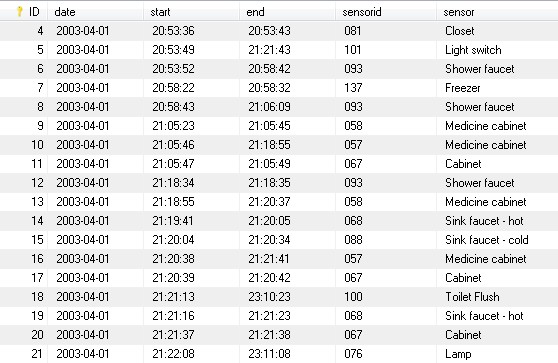 ID date start end sensorid sensor
4 2003-04-01 20:53:36 20:53:43 081 Closet
5 2003-04-01 20:53:49 21:21:43 101 Light switch
6 2003-04-01 20:53:52 20:58:42 093 Shower faucet
7 2003-04-01 20:58:22 20:58:32 137 Freezer
8 2003-04-01 20:58:43 21:06:09 093 Shower faucet
9 2003-04-01 21:05:23 21:05:45 058 Medicine cabinet
10 2003-04-01 21:05:46 21:18:55 057 Medicine cabinet
11 2003-04-01 21:05:47 21:05:49 067 Cabinet
12 2003-04-01 21:18:34 21:18:35 093 Shower faucet
13 2003-04-01 21:18:55 21:20:37 058 Medicine cabinet
14 2003-04-01 21:19:41 21:20:05 068 Sink faucet - hot
15 2003-04-01 21:20:04 21:20:34 088 Sink faucet - cold
16 2003-04-01 21:20:38 21:21:41 057 Medicine cabinet
17 2003-04-01 21:20:39 21:20:42 067 Cabinet
18 2003-04-01 21:21:13 23:10:23 100 Toilet Flush
19 2003-04-01 21:21:16 21:21:23 068 Sink faucet - hot
20 2003-04-01 21:21:37 21:21:38 067 Cabinet
21 2003-04-01 21:22:08 23:11:08 076 Lamp